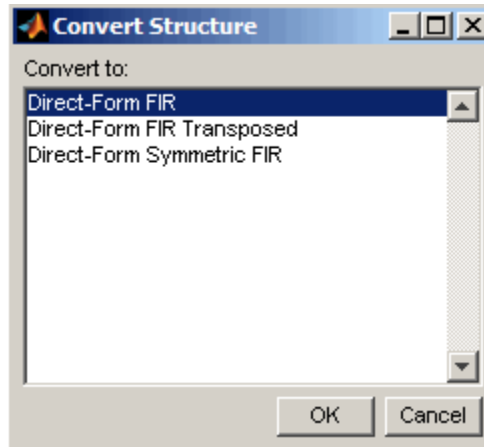 Convert Structure
Convert to:
Direct-Form FIR
Direct-Form FIR Transposed
Direct-Form Symmetric FIR
OK Cancel